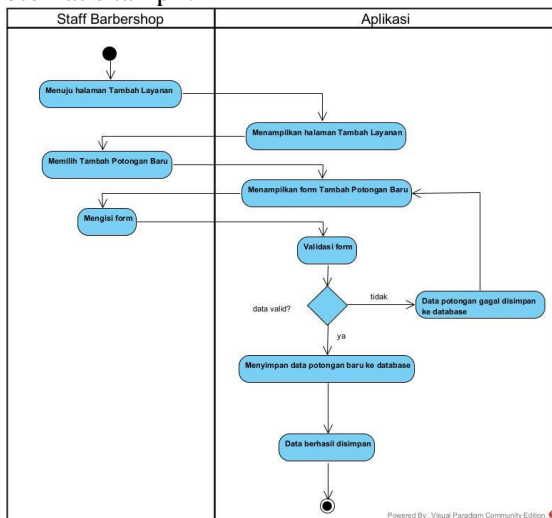 Staff Barbershop
Aplikasi
Menuju halaman Tambah Layanan
Menampilkan halaman Tambah Layanan
Memilih Tambah Potongan Baru
Menampilkan form Tambah Potongan Baru
Mengisi form
Validasi form
data valid?
tidak
Data potongan gagal disimpan
ke database
ya
Menyimpan data potongan baru ke database
Data berhasil disimpan
Powered By: Visual Paradigm Community Edition